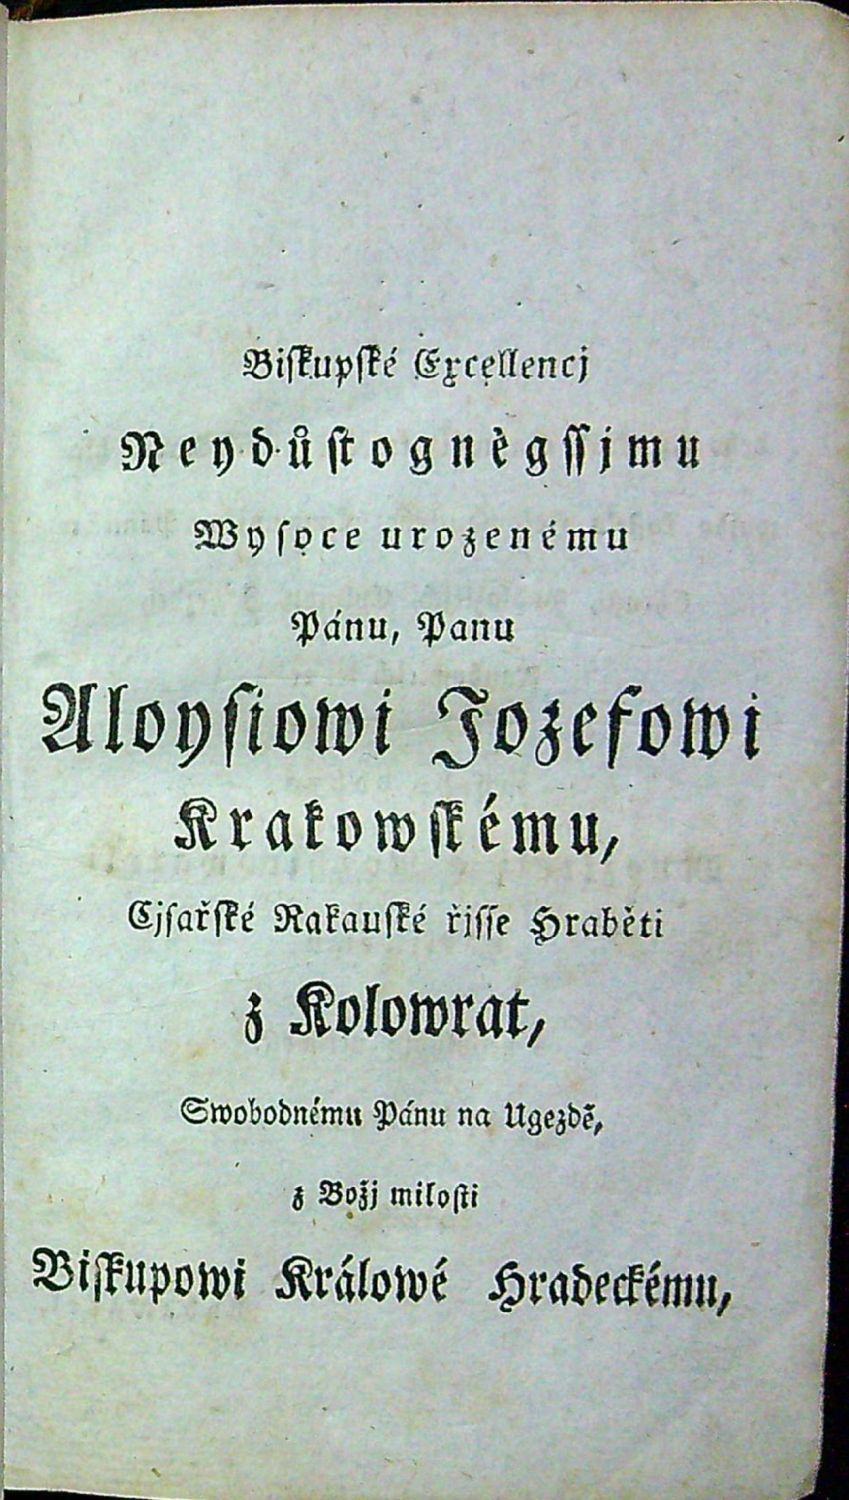 Biſkupſké Excellencj
Neydůſtognègſſjmu
Wyſoce urozenému
Pánu, Panu
Aloyſiowi Jozefowi
Krakowſkému,
Cjſařſké Rakauſké řjſſe Hraběti
z Kolowrat,
Swobodnému Pánu na Ugezdě,
z Božj miloſti
Biſkupowi Králowé Hradeckému,